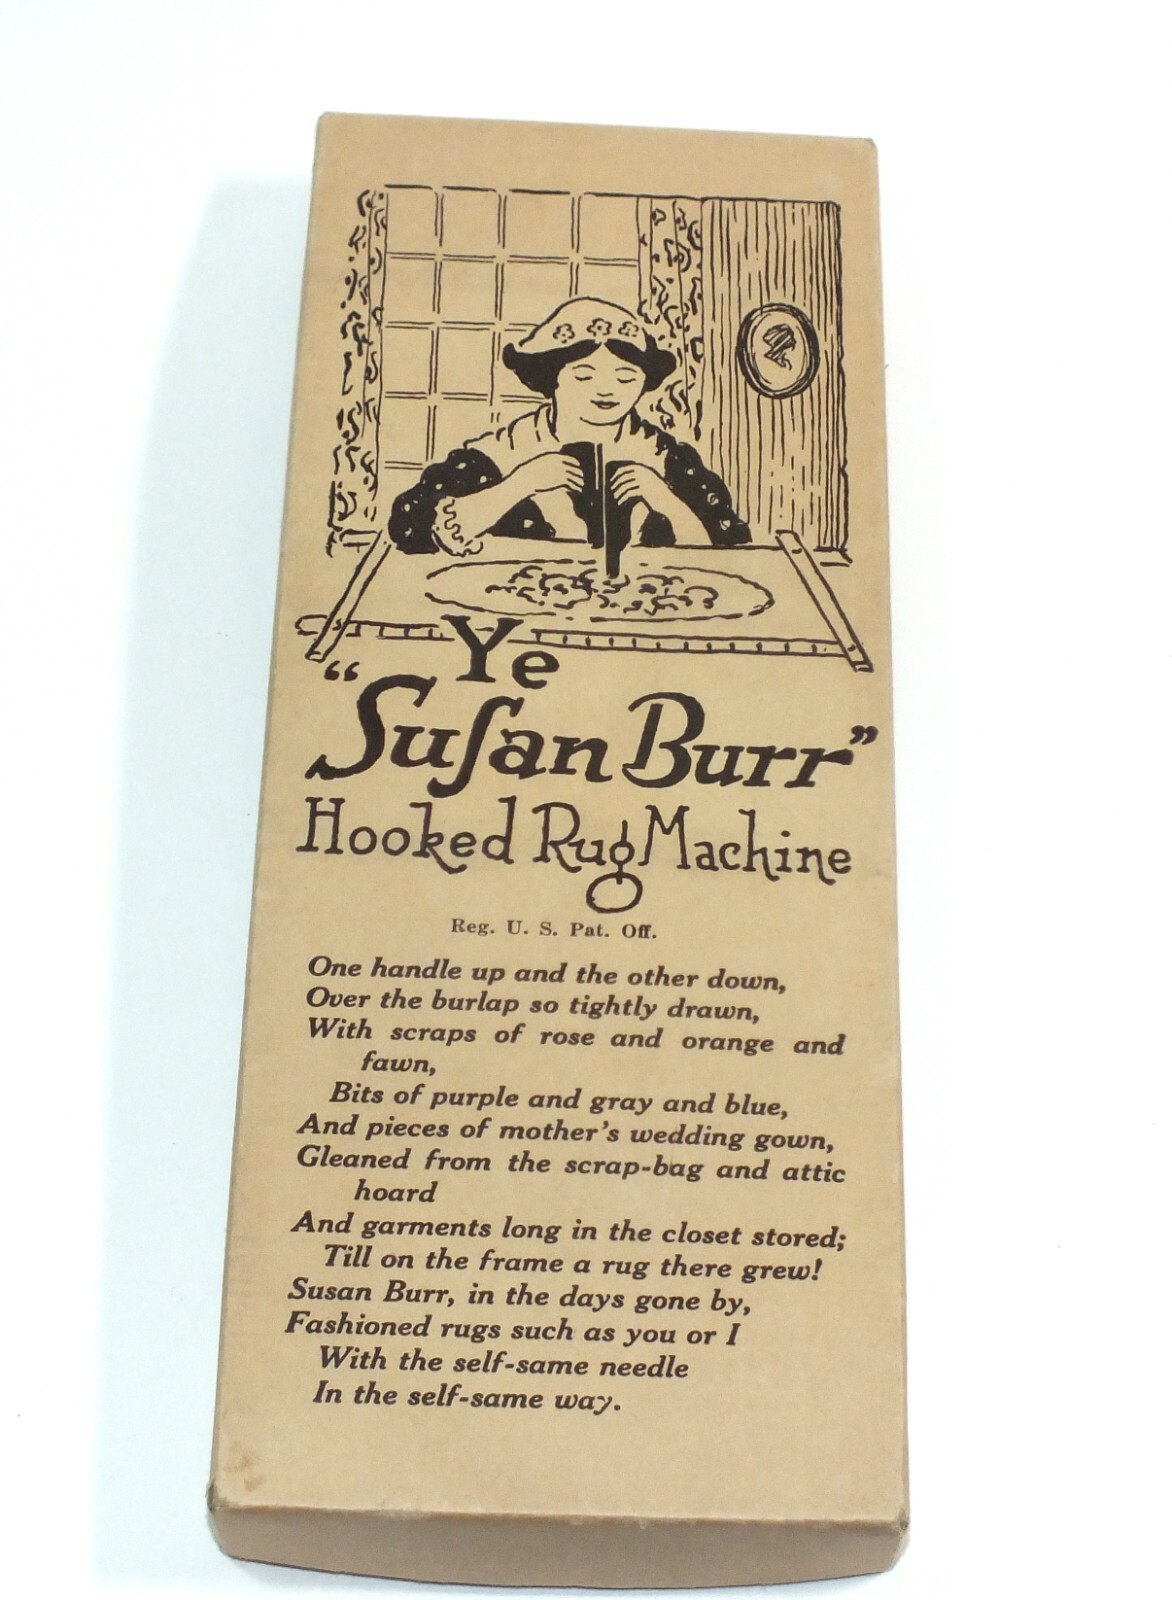 Ye
“Suſan Burr”
Hooked Rug Machine
Reg. U. S. Pat. Off.
One handle up and the other down,
Over the burlap so tightly drawn,
With scraps of rose and orange and
fawn,
Bits of purple and gray and blue,
And pieces of mother's wedding gown,
Gleaned from the scrap-bag and attic
hoard
And garments long in the closet stored;
Till on the frame a rug there grew!
Susan Burr, in the days gone by,
Fashioned rugs such as you or I
With the self-same needle
In the self-same way.